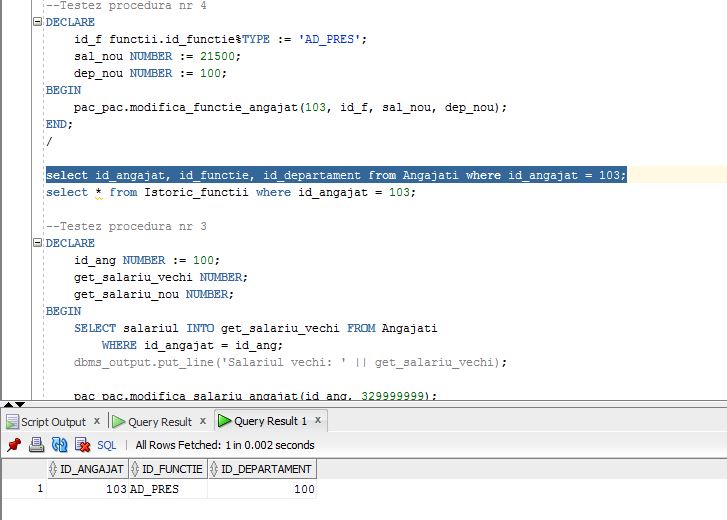 --Testez procedura nr 4
DECLARE
id_f functii.id_functie%TYPE := 'AD_PRES';
sal_nou NUMBER := 21500;
dep_nou NUMBER := 100;
BEGIN
pac_pac.modifica_functie_angajat(103, id_f, sal_nou, dep_nou);
END;
/
select id_angajat, id_functie, id_departament from Angajati where id_angajat = 103;
select * from Istoric_functii where id_angajat = 103;
--Testez procedura nr 3
DECLARE
id_ang NUMBER := 100;
get_salariu_vechi NUMBER;
get_salariu_nou NUMBER;
BEGIN
SELECT salariul INTO get_salariu_vechi FROM Angajati
WHERE id_angajat = id_ang;
dbms_output.put_line('Salariul vechi: ' || get_salariu_vechi);
pac_pac.modifica_salariu_angajat(id_ang, 329999999);
Script Output x Query Result x Query Result 1 x
SQL | All Rows Fetched: 1 in 0.002 seconds
ID_ANGAJAT ID_FUNCTIE ID_DEPARTAMENT
1 103 AD_PRES 100